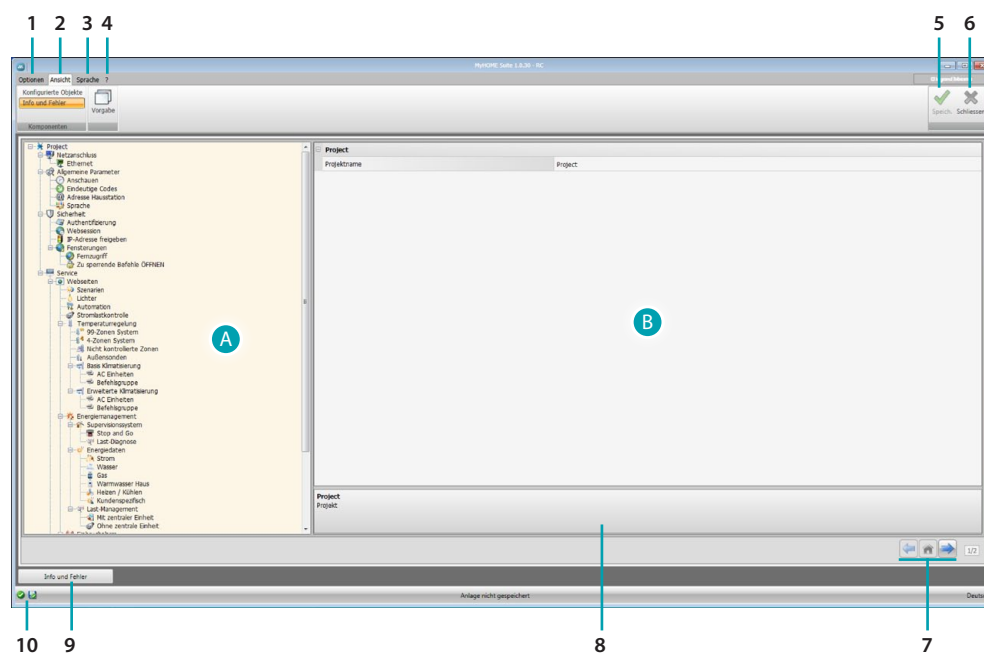 1 2 3 4 5 6
MyHOME_Suite 1.0.20 - RC
Optionen Ansicht Sprache ?
Konfigurierte Objekte
Info und Fehler
Vorgabe
Komponenten
Speich. Schliessen
Project
Netzanschluss
Ethernet
Allgemeine Parameter
Anschauen
Eindeutige Codes
Adresse Hausstation
Sprache
Sicherheit
Authentifizierung
Websession
IP-Adresse freigeben
Fensterungen
Fernzugriff
Zu sperrende Befehle ÖFFNEN
Service
Webseiten
Szenarien
Lichter
Automation
Stromlastkontrolle
Temperaturregelung
99-Zonen System
4-Zonen System
Nicht kontrollierte Zonen
Außensonden
Basis Klimatisierung
AC Einheiten
Befehlsgruppe
Erweiterte Klimatisierung
AC Einheiten
Befehlsgruppe
Energiemanagement
Supervisionssystem
Stop and Go
Last-Diagnose
Energiedaten
Strom
Wasser
Gas
Warmwasser Haus
Heizen / Kühlen
Kundenspezifisch
Last-Management
Mit zentraler Einheit
Ohne zentrale Einheit
A
Project
Projektname Project
B
Project
Projekt
1/2
Info und Fehler
Anlage nicht gespeichert
10 9 8 7